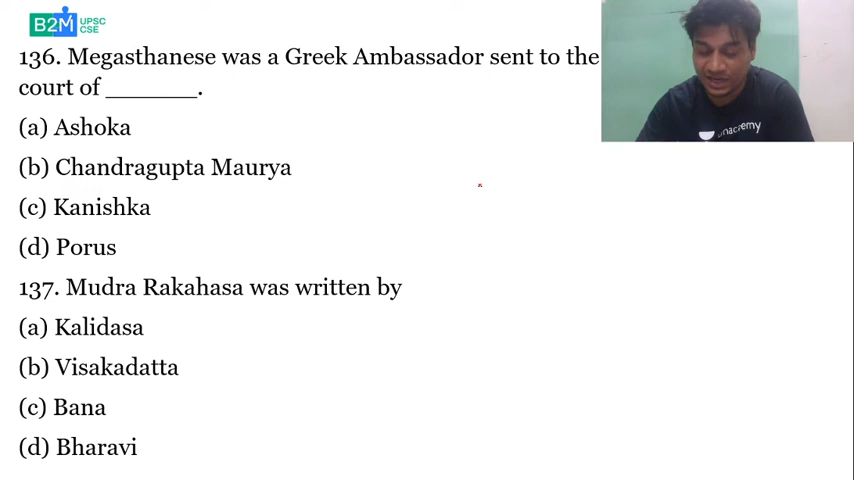 B2M UPSC
CSE
136. Megasthanese was a Greek Ambassador sent to the
court of _______.
(a) Ashoka
(b) Chandragupta Maurya
(c) Kanishka
(d) Porus
137. Mudra Rakahasa was written by
(a) Kalidasa
(b) Visakadatta
(c) Bana
(d) Bharavi